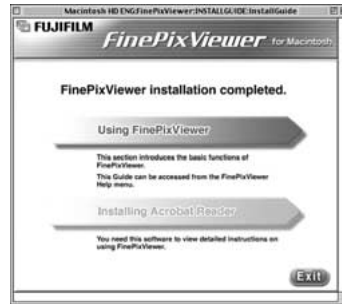 Macintosh HD ENG:FinePixViewer:INSTALLGUIDE:InstallGuide
FUJIFILM
FinePixViewer for Macintosh
FinePixViewer installation completed.
Using FinePixViewer
This section introduces the basic functions of
FinePixViewer.
This Guide can be accessed from the FinePixViewer
Help menu.
Installing Acrobat Reader
You need this software to view detailed instructions on
using FinePixViewer.
Exit